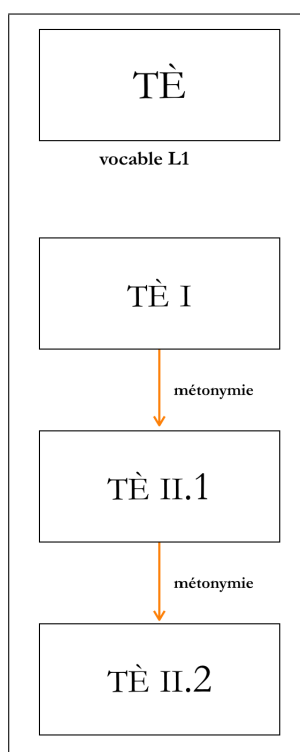 TÈ
vocable L1
TÈ I
métonymie
TÈ II.1
métonymie
TÈ II.2